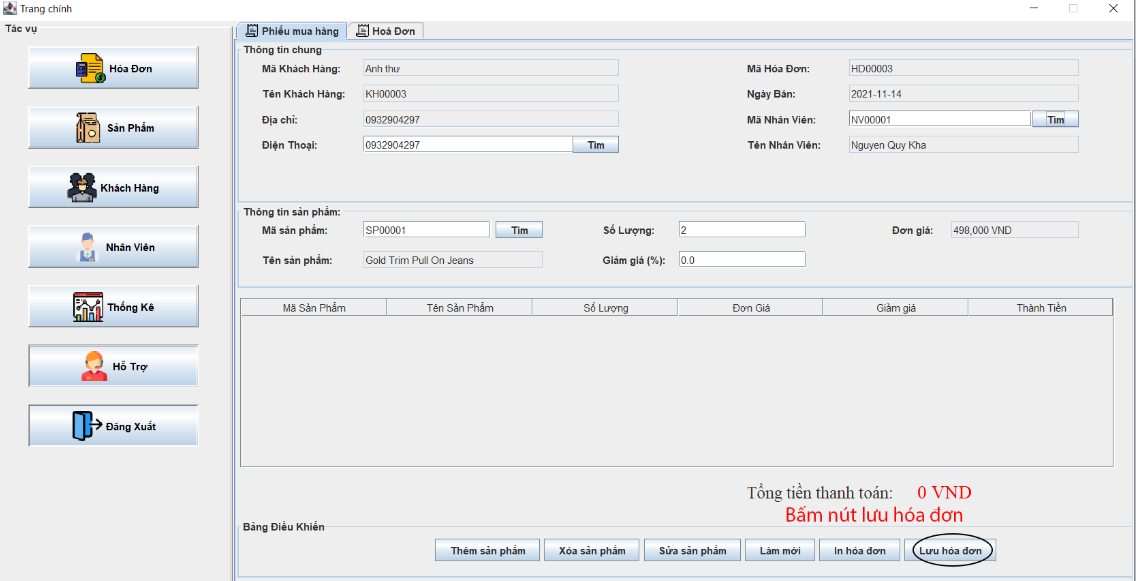 Trang chính
Tác vụ
Hóa Đơn
Sản Phẩm
Khách Hàng
Nhân Viên
Thống Kê
Hỗ Trợ
Đăng Xuất
Phiếu mua hàng Hoá Đơn
Thông tin chung
Mã Khách Hàng: Anh thư Mã Hóa Đơn: HD00003
Tên Khách Hàng: KH00003 Ngày Bán: 2021-11-14
Địa chỉ: 0932904297 Mã Nhân Viên: NV00001 Tìm
Điện Thoại: 0932904297 Tìm Tên Nhân Viên: Nguyen Quy Kha
Thông tin sản phẩm:
Mã sản phẩm: SP00001 Tìm Số Lượng: 2 Đơn giá: 498,000 VND
Tên sản phẩm: Gold Trim Pull On Jeans Giảm giá (%): 0.0
Mã Sản Phẩm Tên Sản Phẩm Số Lượng Đơn Giá Giảm giá Thành Tiền
Tổng tiền thanh toán: 0 VND
Bấm nút lưu hóa đơn
Bảng Điều Khiển
Thêm sản phẩm Xóa sản phẩm Sửa sản phẩm Làm mới In hóa đơn Lưu hóa đơn